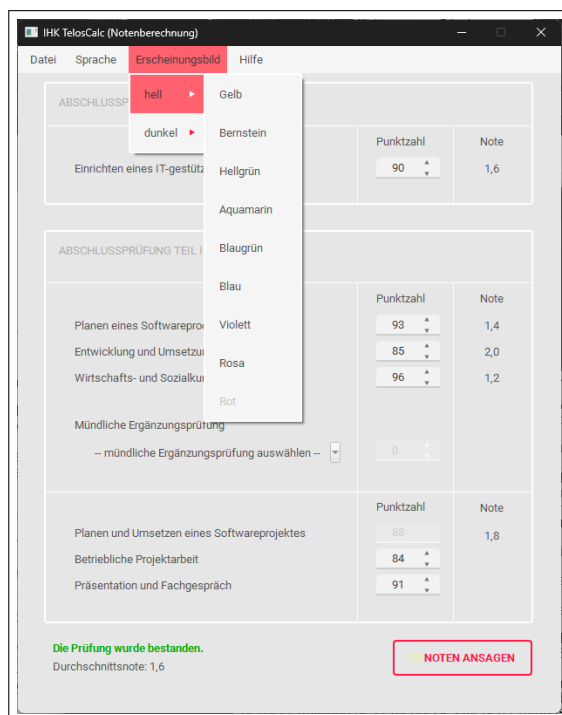 IHK TelosCalc (Notenberechnung)
Datei Sprache Erscheinungsbild Hilfe
hell
dunkel
Gelb
Bernstein
Hellgrün
Aquamarin
Blaugrün
Blau
Violett
Rosa
Rot
ABSCHLUSSP
Punktzahl Note
Einrichten eines IT-gestütz 90 1,6
ABSCHLUSSPRÜFUNG TEIL I
Punktzahl Note
Planen eines Softwarepro 93 1,4
Entwicklung und Umsetzu 85 2,0
Wirtschafts- und Sozialku 96 1,2
Mündliche Ergänzungsprüfung
-- mündliche Ergänzungsprüfung auswählen -- 0
Punktzahl Note
Planen und Umsetzen eines Softwareprojektes 88 1,8
Betriebliche Projektarbeit 84
Präsentation und Fachgespräch 91
Die Prüfung wurde bestanden.
Durchschnittsnote: 1,6
NOTEN ANSAGEN